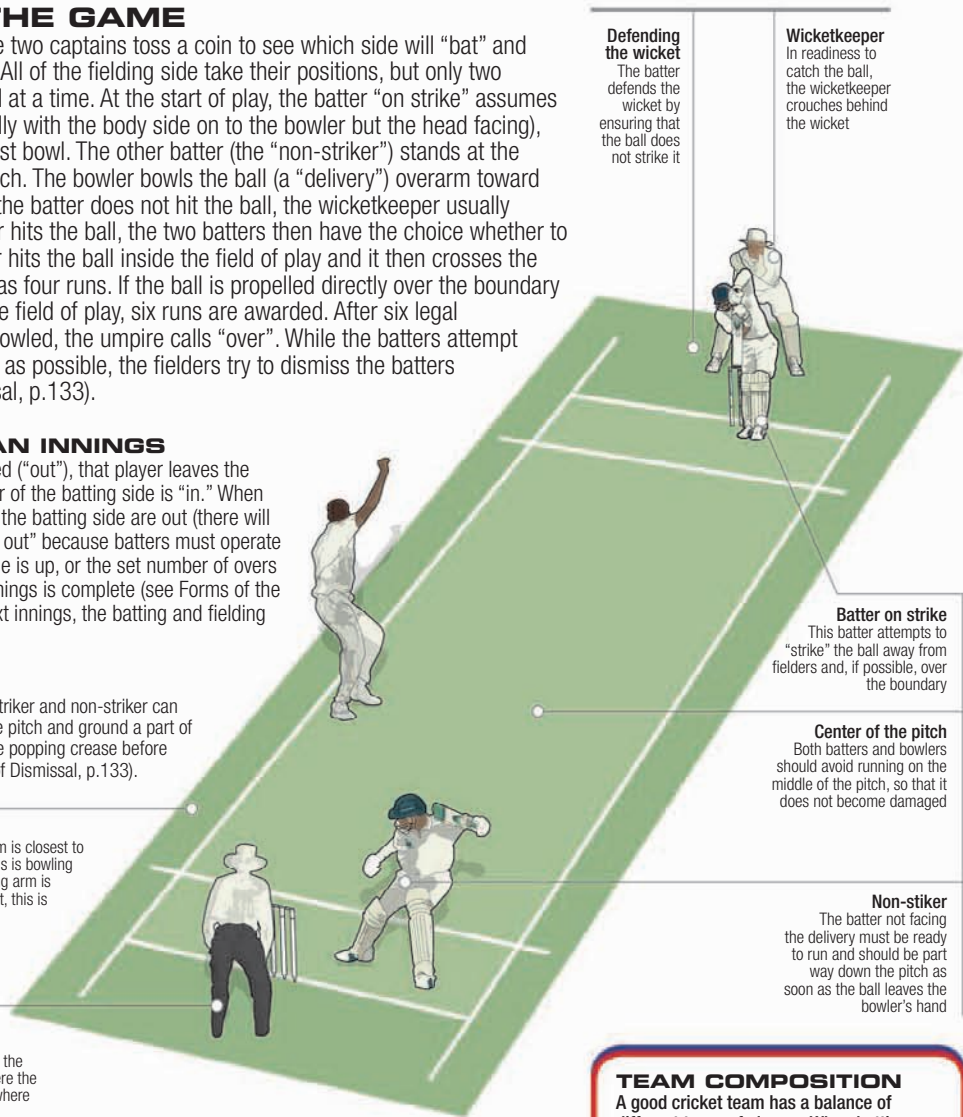 THE GAME
e two captains toss a coin to see which side will “bat” and
All of the fielding side take their positions, but only two
at a time. At the start of play, the batter “on strike” assumes
lly with the body side on to the bowler but the head facing),
st bowl. The other batter (the “non-striker”) stands at the
ch. The bowler bowls the ball (a “delivery”) overarm toward
the batter does not hit the ball, the wicketkeeper usually
r hits the ball, the two batters then have the choice whether to
r hits the ball inside the field of play and it then crosses the
as four runs. If the ball is propelled directly over the boundary
e field of play, six runs are awarded. After six legal
owled, the umpire calls “over”. While the batters attempt
as possible, the fielders try to dismiss the batters
sal, p.133).
AN INNINGS
ed (“out”), that player leaves the
r of the batting side is “in.” When
the batting side are out (there will
out” because batters must operate
e is up, or the set number of overs
nings is complete (see Forms of the
xt innings, the batting and fielding
triker and non-striker can
e pitch and ground a part of
e popping crease before
f Dismissal, p.133).
m is closest to
s is bowling
g arm is
t, this is
the
ere the
where
Defending
the wicket
The batter
defends the
wicket by
ensuring that
the ball does
not strike it
Wicketkeeper
In readiness to
catch the ball,
the wicketkeeper
crouches behind
the wicket
Batter on strike
This batter attempts to
“strike” the ball away from
fielders and, if possible, over
the boundary
Center of the pitch
Both batters and bowlers
should avoid running on the
middle of the pitch, so that it
does not become damaged
Non-stiker
The batter not facing
the delivery must be ready
to run and should be part
way down the pitch as
soon as the ball leaves the
bowler’s hand
TEAM COMPOSITION
A good cricket team has a balance of